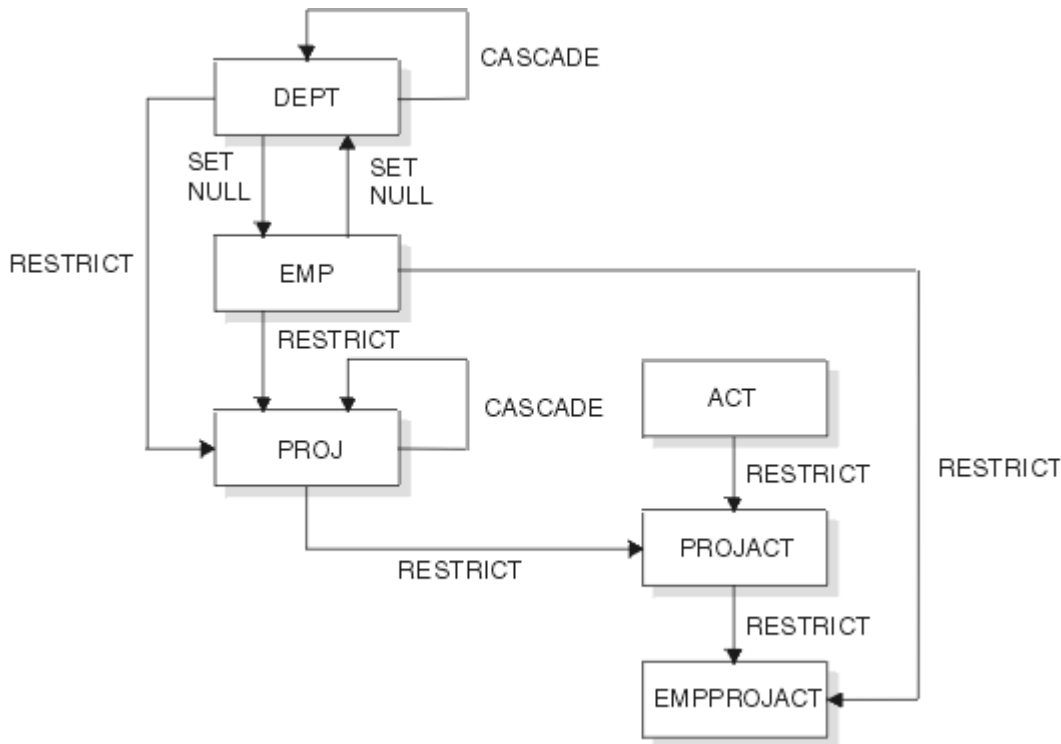 CASCADE
DEPT
SET
NULL
SET
NULL
RESTRICT
EMP
RESTRICT
CASCADE
ACT
PROJ
RESTRICT
RESTRICT
PROJACT
RESTRICT
RESTRICT
EMPPROJACT